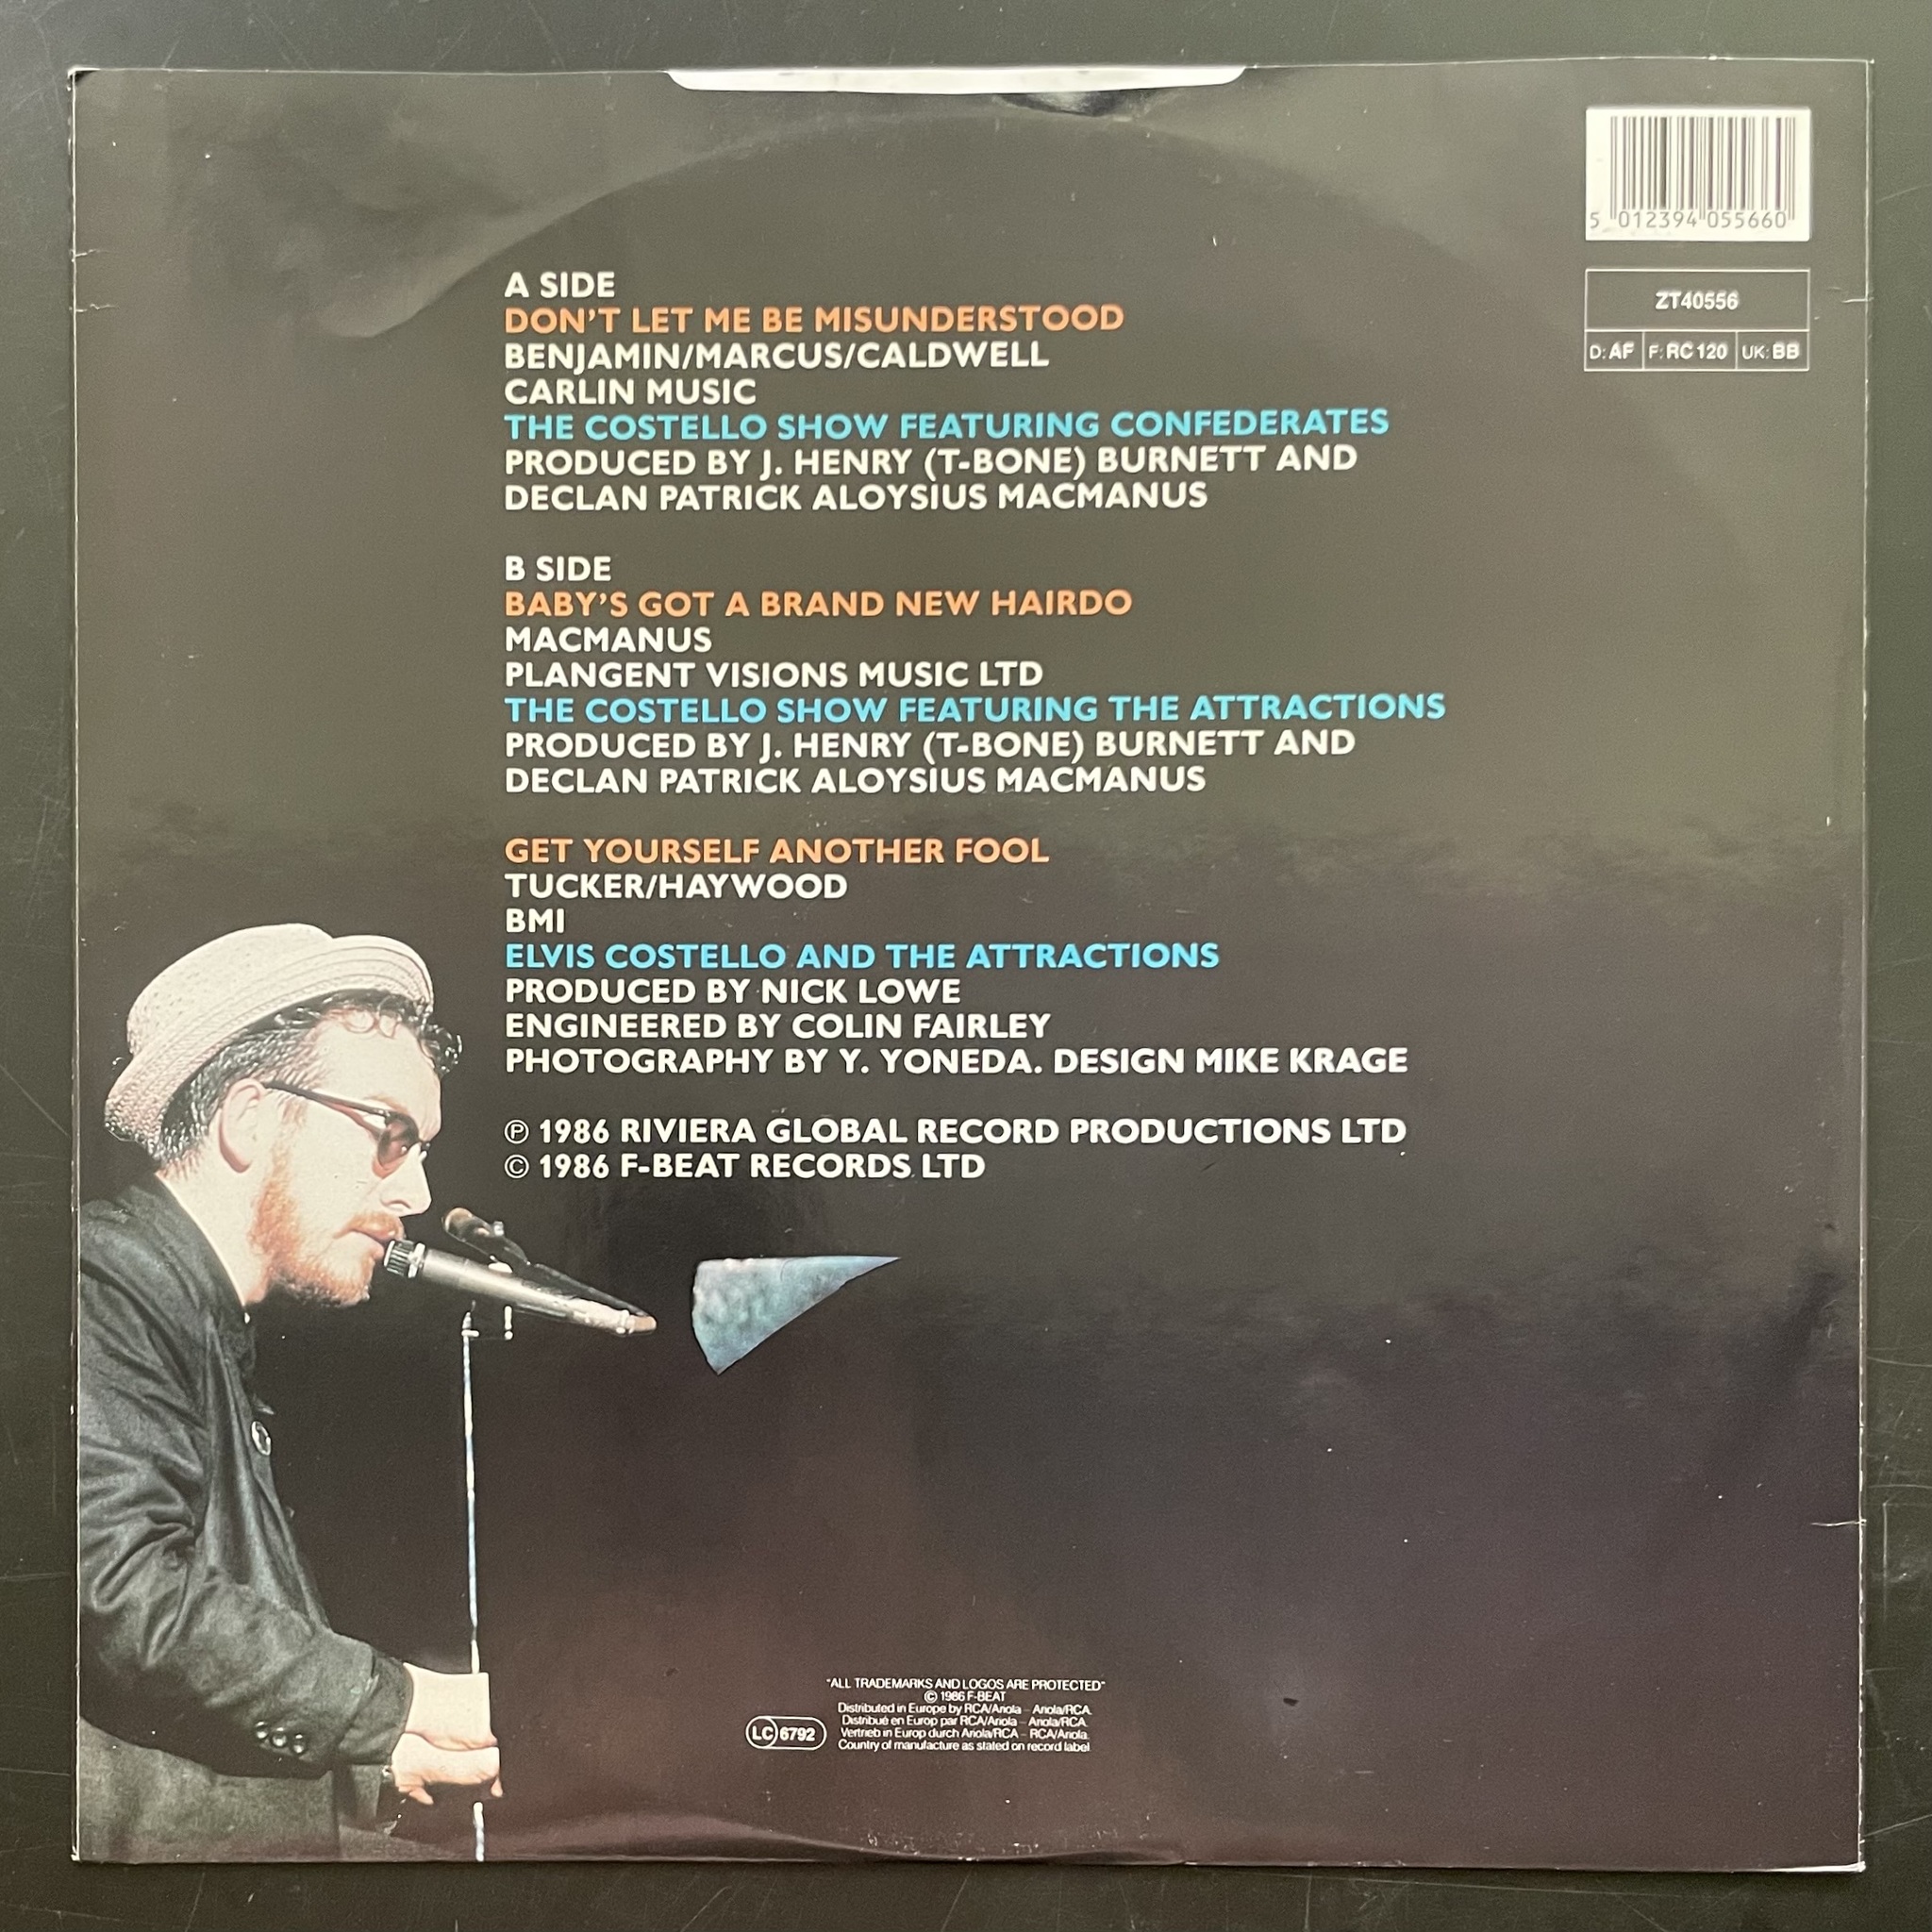 5 012394 055660
ZT40556
D: AF F: RC 120 UK: BB
A SIDE
DON'T LET ME BE MISUNDERSTOOD
BENJAMIN/MARCUS/CALDWELL
CARLIN MUSIC
THE COSTELLO SHOW FEATURING CONFEDERATES
PRODUCED BY J. HENRY (T-BONE) BURNETT AND
DECLAN PATRICK ALOYSIUS MACMANUS
B SIDE
BABY'S GOT A BRAND NEW HAIRDO
MACMANUS
PLANGENT VISIONS MUSIC LTD
THE COSTELLO SHOW FEATURING THE ATTRACTIONS
PRODUCED BY J. HENRY (T-BONE) BURNETT AND
DECLAN PATRICK ALOYSIUS MACMANUS
GET YOURSELF ANOTHER FOOL
TUCKER/HAYWOOD
BMI
ELVIS COSTELLO AND THE ATTRACTIONS
PRODUCED BY NICK LOWE
ENGINEERED BY COLIN FAIRLEY
PHOTOGRAPHY BY Y. YONEDA. DESIGN MIKE KRAGE
℗ 1986 RIVIERA GLOBAL RECORD PRODUCTIONS LTD
© 1986 F-BEAT RECORDS LTD
"ALL TRADEMARKS AND LOGOS ARE PROTECTED"
© 1986 F-BEAT
Distributed in Europe by RCA/Ariola – Ariola/RCA.
Distribué en Europ par RCA/Ariola – Ariola/RCA.
Vertrieb in Europ durch Ariola/RCA – RCA/Ariola.
Country of manufacture as stated on record label
LC 6792